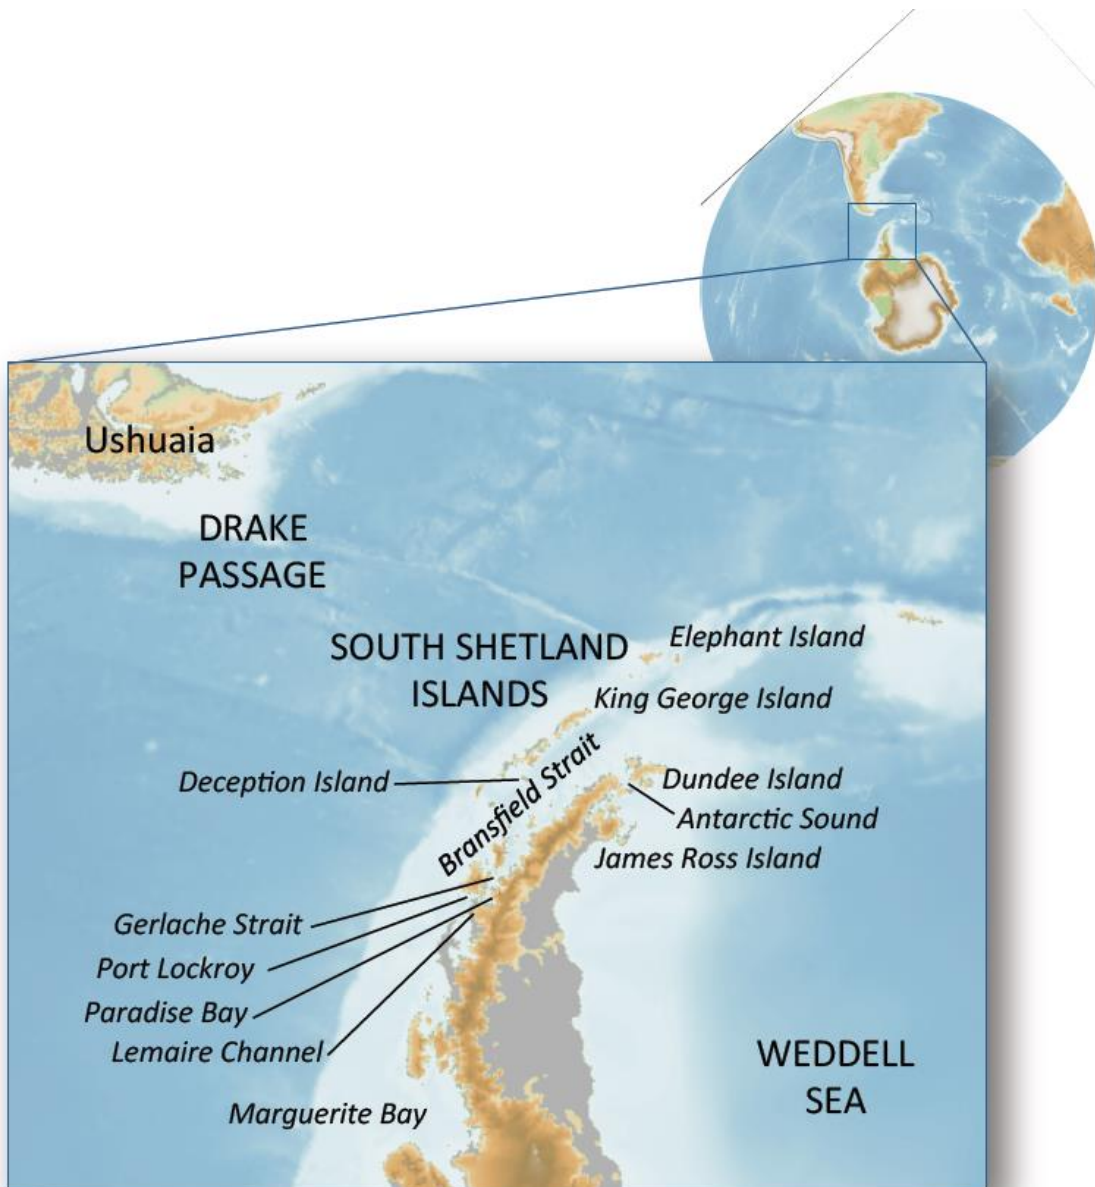 Ushuaia
DRAKE
PASSAGE
SOUTH SHETLAND
ISLANDS
Elephant Island
King George Island
Deception Island
Bransfield Strait
Dundee Island
Antarctic Sound
James Ross Island
Gerlache Strait
Port Lockroy
Paradise Bay
Lemaire Channel
Marguerite Bay
WEDDELL
SEA